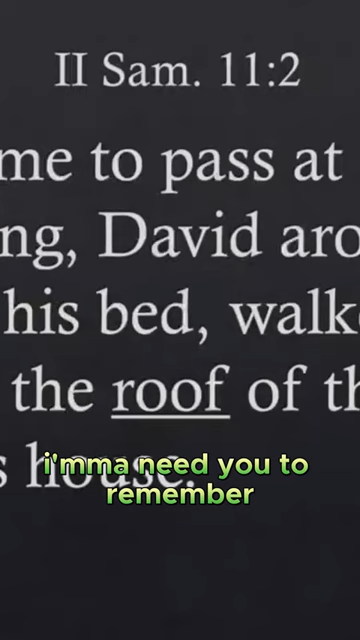 II Sam. 11:2
me to pass at
ng, David aro
his bed, walk
the roof of th
s house.
i'mma need you to
remember